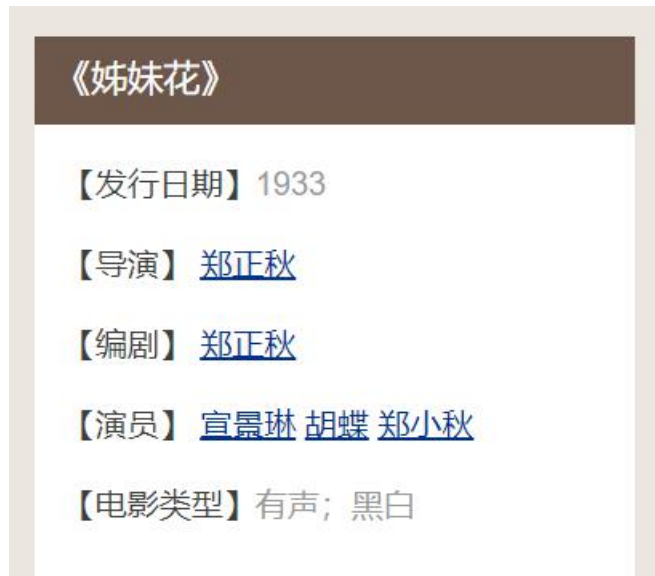 《姊妹花》
【发行日期】1933
【导演】 郑正秋
【编剧】 郑正秋
【演员】 宣景琳 胡蝶 郑小秋
【电影类型】有声；黑白